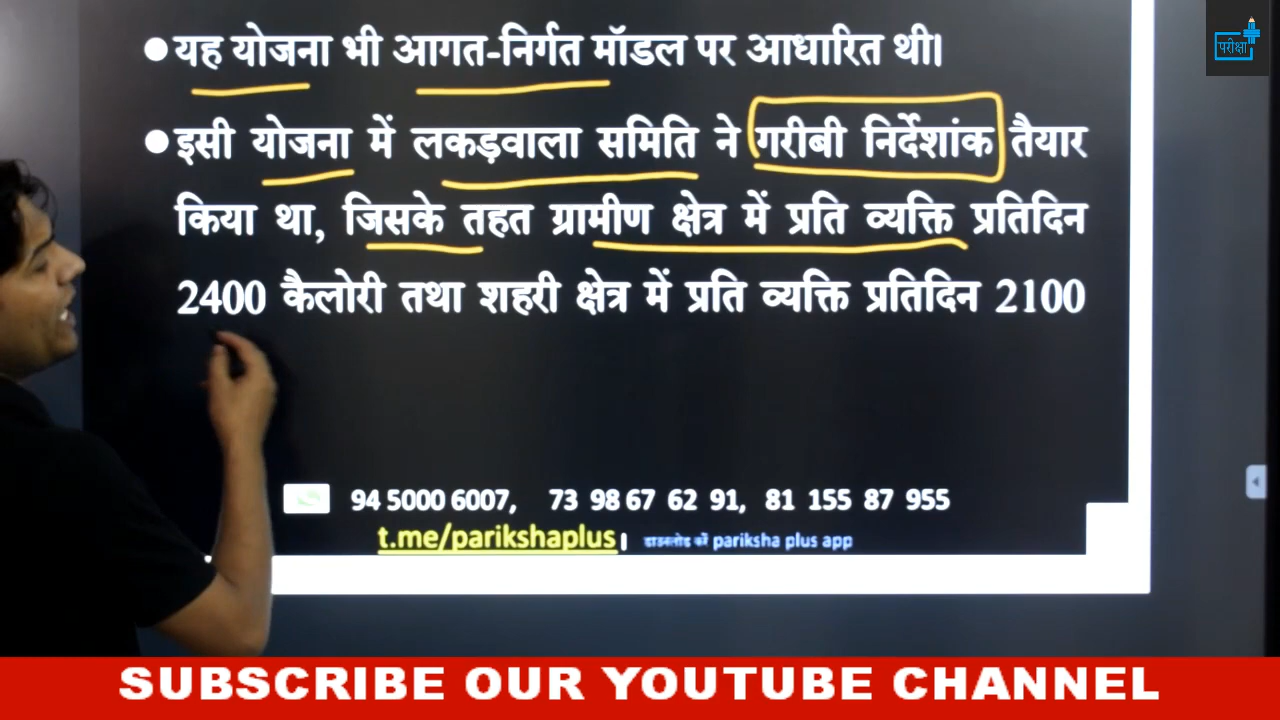 परीक्षा
● यह योजना भी आगत-निर्गत मॉडल पर आधारित थी।
● इसी योजना में लकड़वाला समिति ने गरीबी निर्देशांक तैयार
किया था, जिसके तहत ग्रामीण क्षेत्र में प्रति व्यक्ति प्रतिदिन
2400 कैलोरी तथा शहरी क्षेत्र में प्रति व्यक्ति प्रतिदिन 2100
94 5000 6007, 73 98 67 62 91, 81 155 87 955
t.me/parikshaplus। डाउनलोड करें pariksha plus app
SUBSCRIBE OUR YOUTUBE CHANNEL